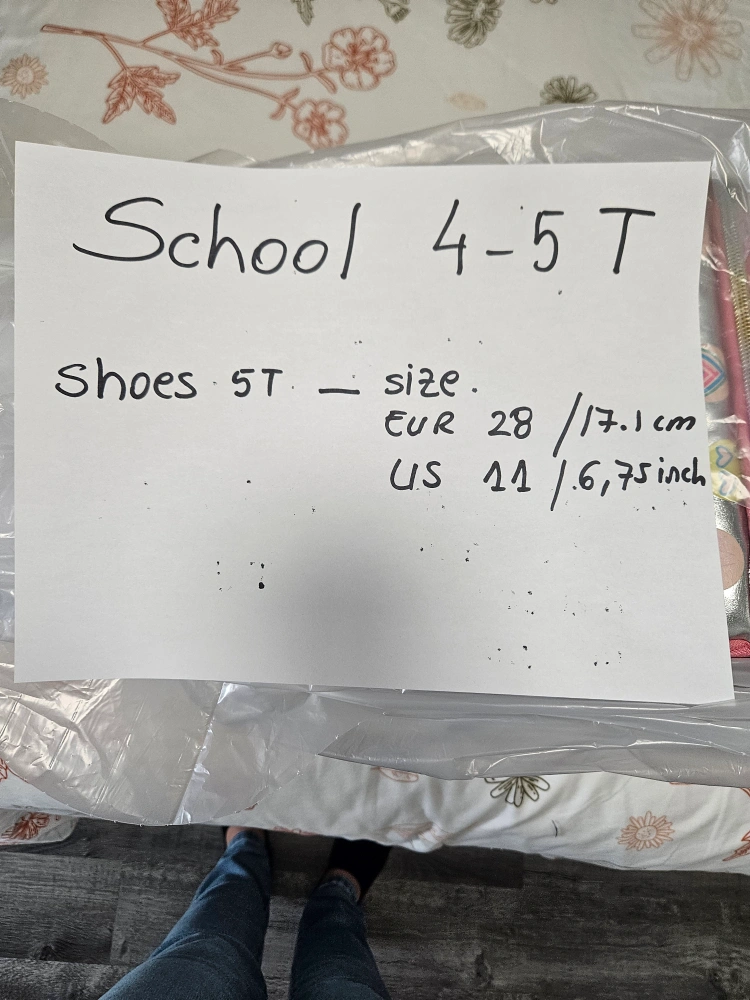 School 4-5 T
Shoes 5T — size.
EUR 28 / 17.1 cm
US 11 / 6,75 inch